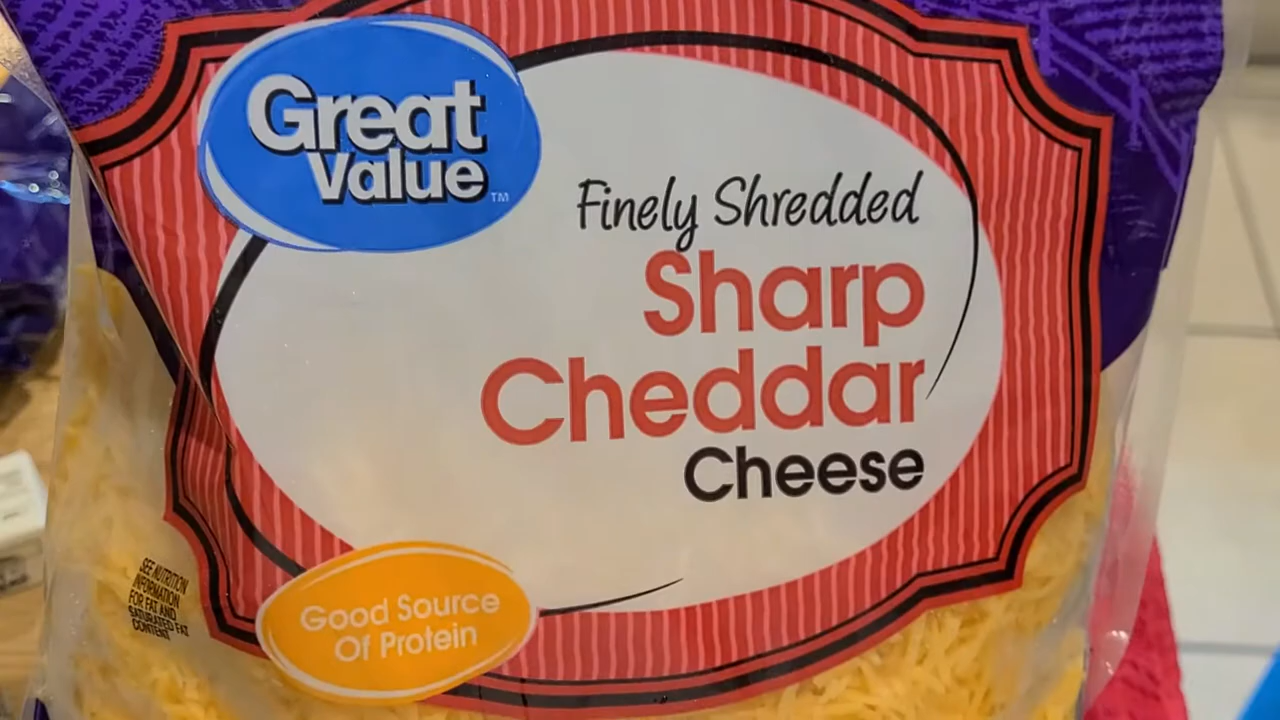 Great
Value™
Finely Shredded
Sharp
Cheddar
Cheese
Good Source
Of Protein
SEE NUTRITION
INFORMATION
FOR FAT AND
SATURATED FAT
CONTENT